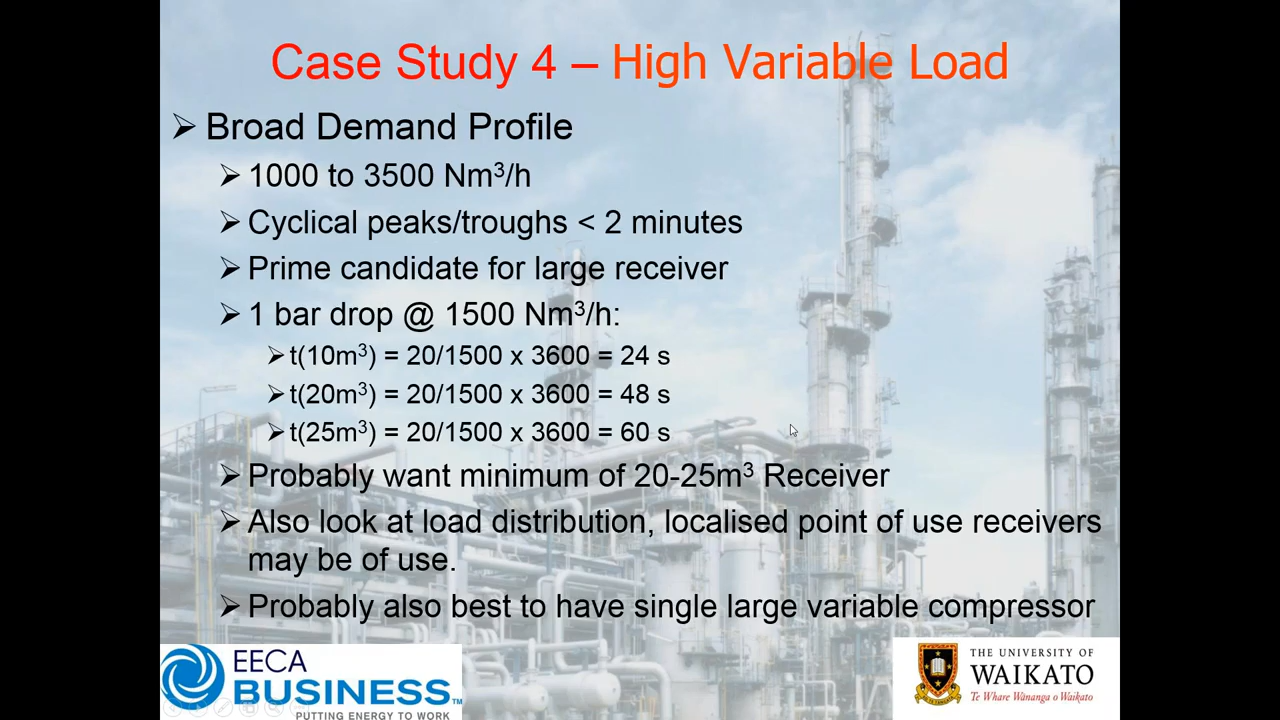 Case Study 4 – High Variable Load
➢ Broad Demand Profile
➢ 1000 to 3500 Nm³/h
➢ Cyclical peaks/troughs < 2 minutes
➢ Prime candidate for large receiver
➢ 1 bar drop @ 1500 Nm³/h:
➢ t(10m³) = 20/1500 x 3600 = 24 s
➢ t(20m³) = 20/1500 x 3600 = 48 s
➢ t(25m³) = 20/1500 x 3600 = 60 s
➢ Probably want minimum of 20-25m³ Receiver
➢ Also look at load distribution, localised point of use receivers
may be of use.
➢ Probably also best to have single large variable compressor
EECA
BUSINESS™
PUTTING ENERGY TO WORK
THE UNIVERSITY OF
WAIKATO
Te Whare Wānanga o Waikato